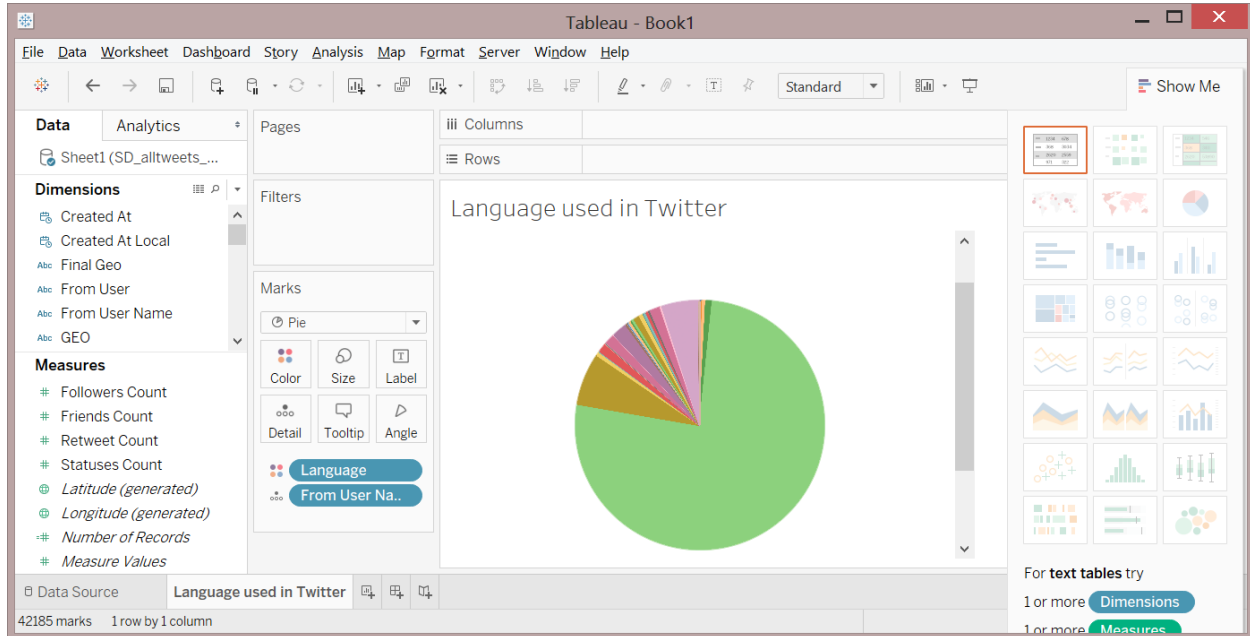 Tableau - Book1
File Data Worksheet Dashboard Story Analysis Map Format Server Window Help
Standard
Show Me
Data Analytics
Sheet1 (SD_alltweets_...
Dimensions
Created At
Created At Local
Abc Final Geo
Abc From User
Abc From User Name
Abc GEO
Measures
# Followers Count
# Friends Count
# Retweet Count
# Statuses Count
Latitude (generated)
Longitude (generated)
=# Number of Records
# Measure Values
Pages
Filters
Marks
Pie
Color Size Label
Detail Tooltip Angle
Language
From User Na..
iii Columns
Rows
Language used in Twitter
For text tables try
1 or more Dimensions
1 or more Measures
Data Source Language used in Twitter
42185 marks 1 row by 1 column